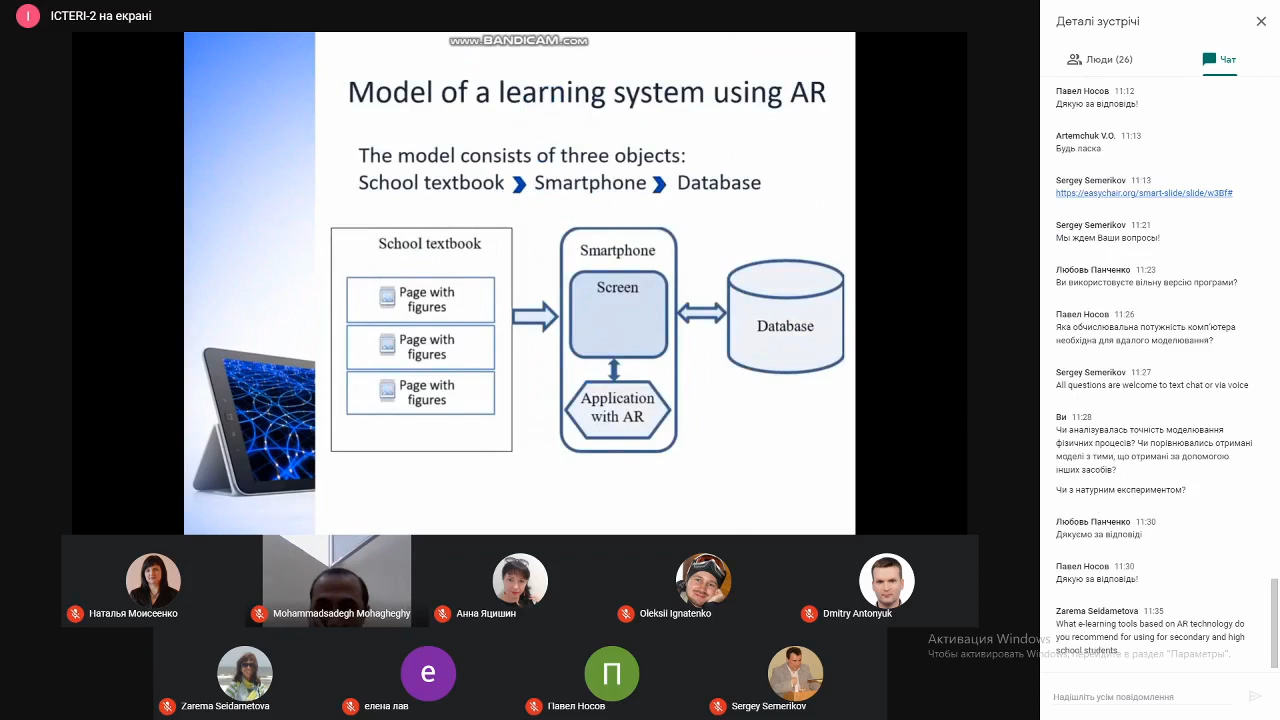 I
ICTERI-2 на екрані
www.BANDICAM.com
Model of a learning system using AR
The model consists of three objects:
School textbook Smartphone Database
School textbook
Page with
figures
Page with
figures
Page with
figures
Smartphone
Screen
Application
with AR
Database
Наталья Моисеенко
Mohammadsadegh Mohagheghy
Анна Яцишин
Oleksii Ignatenko
Dmitry Antonyuk
Zarema Seidametova
e
елена лав
П
Павел Носов
Sergey Semerikov
Деталі зустрічі
Люди (26)
Чат
Павел Носов 11:12
Дякую за відповідь!
Artemchuk V.O. 11:13
Будь ласка
Sergey Semerikov 11:13
https://easychair.org/smart-slide/slide/w3Bf#
Sergey Semerikov 11:21
Мы ждем Ваши вопросы!
Любовь Панченко 11:23
Ви використовуєте вільну версію програми?
Павел Носов 11:26
Яка обчислювальна потужність комп'ютера
необхідна для вдалого моделювання?
Sergey Semerikov 11:27
All questions are welcome to text chat or via voice
Ви 11:28
Чи аналізувалась точність моделювання
фізичних процесів? Чи порівнювались отримані
моделі з тими, що отримані за допомогою
інших засобів?
Чи з натурним експериментом?
Любовь Панченко 11:30
Дякуємо за відповіді
Павел Носов 11:30
Дякую за відповідь!
Zarema Seidametova 11:35
What e-learning tools based on AR technology do
you recommend for using for secondary and high
school students.
Активация Windows
Чтобы активировать Windows, перейдите в раздел "Параметры".
Надішліть усім повідомлення